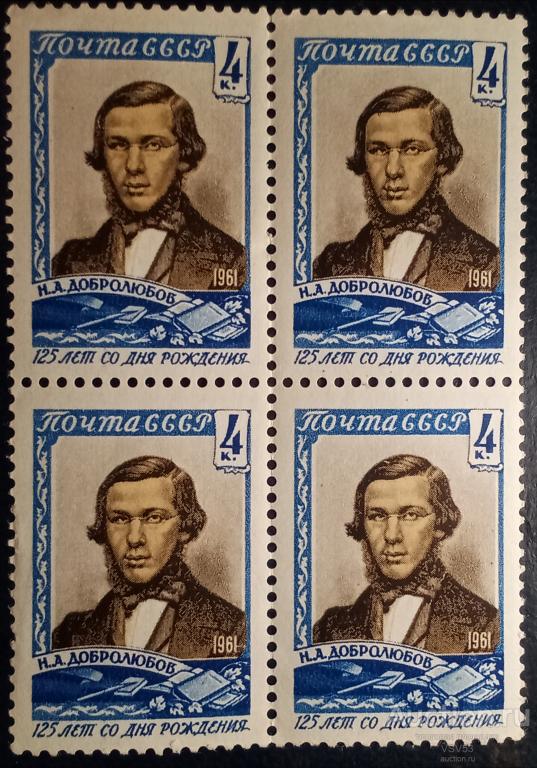 Почта СССР
4
к.
1961
Н.А.ДОБРОЛЮБОВ
125 ЛЕТ СО ДНЯ РОЖДЕНИЯ
Почта СССР
4
к.
1961
Н.А.ДОБРОЛЮБОВ
125 ЛЕТ СО ДНЯ РОЖДЕНИЯ
Почта СССР
4
к.
1961
Н.А.ДОБРОЛЮБОВ
125 ЛЕТ СО ДНЯ РОЖДЕНИЯ
Почта СССР
4
к.
1961
Н.А.ДОБРОЛЮБОВ
125 ЛЕТ СО ДНЯ РОЖДЕНИЯ
VSV53
auction.ru